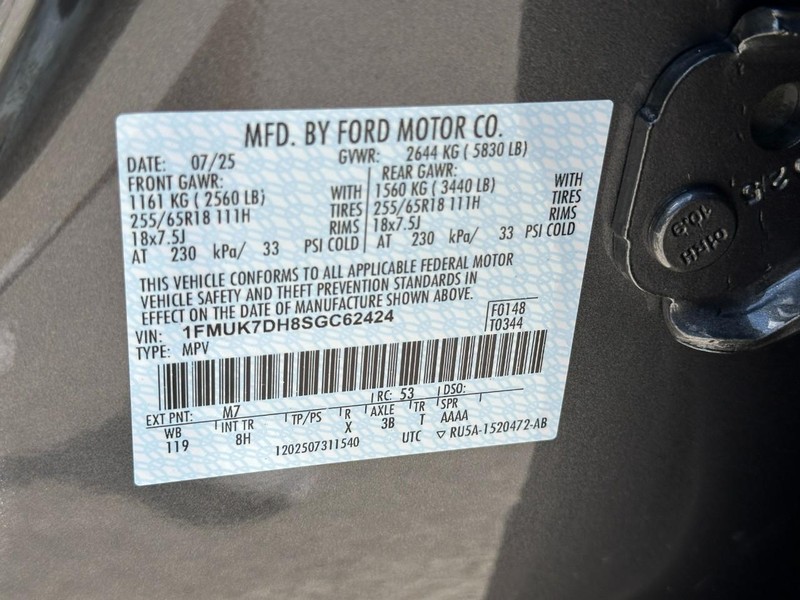 MFD. BY FORD MOTOR CO.
DATE: 07/25 GVWR: 2644 KG ( 5830 LB)
FRONT GAWR: REAR GAWR:
1161 KG ( 2560 LB) WITH 1560 KG ( 3440 LB) WITH
255/65R18 111H TIRES 255/65R18 111H TIRES
18x7.5J RIMS 18x7.5J RIMS
AT 230 kPa/ 33 PSI COLD AT 230 kPa/ 33 PSI COLD
THIS VEHICLE CONFORMS TO ALL APPLICABLE FEDERAL MOTOR
VEHICLE SAFETY AND THEFT PREVENTION STANDARDS IN
EFFECT ON THE DATE OF MANUFACTURE SHOWN ABOVE.
VIN: 1FMUK7DH8SGC62424 F0148
TYPE: MPV T0344
EXT PNT: M7 RC: 53 DSO:
WB INT TR TP/PS R AXLE TR SPR
119 8H X 3B T AAAA
1202507311540 UTC ▽ RU5A-1520472-AB
10.9